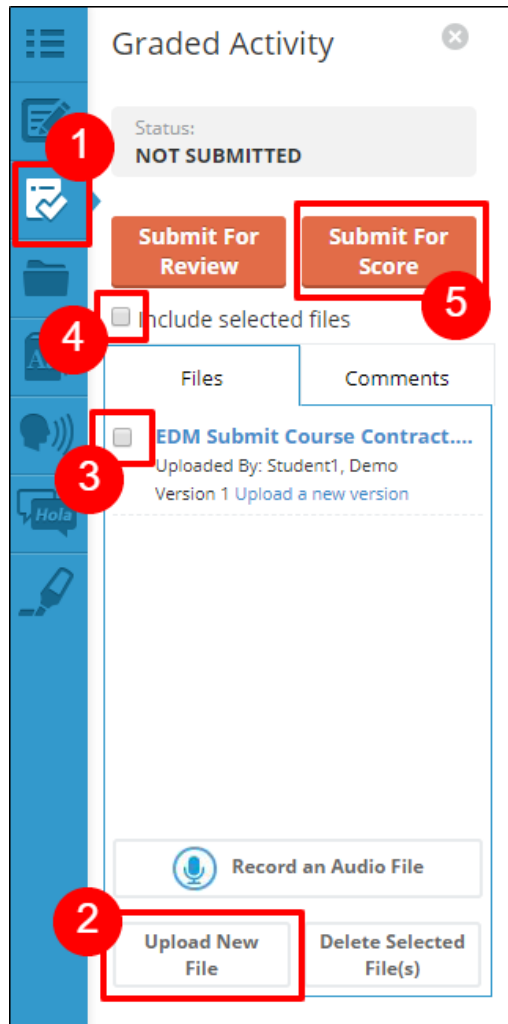 Graded Activity
1
Status:
NOT SUBMITTED
Submit For
Review
Submit For
Score
5
4
Include selected files
Files
Comments
3
EDM Submit Course Contract....
Uploaded By: Student1, Demo
Version 1 Upload a new version
Hola
Record an Audio File
2
Upload New
File
Delete Selected
File(s)